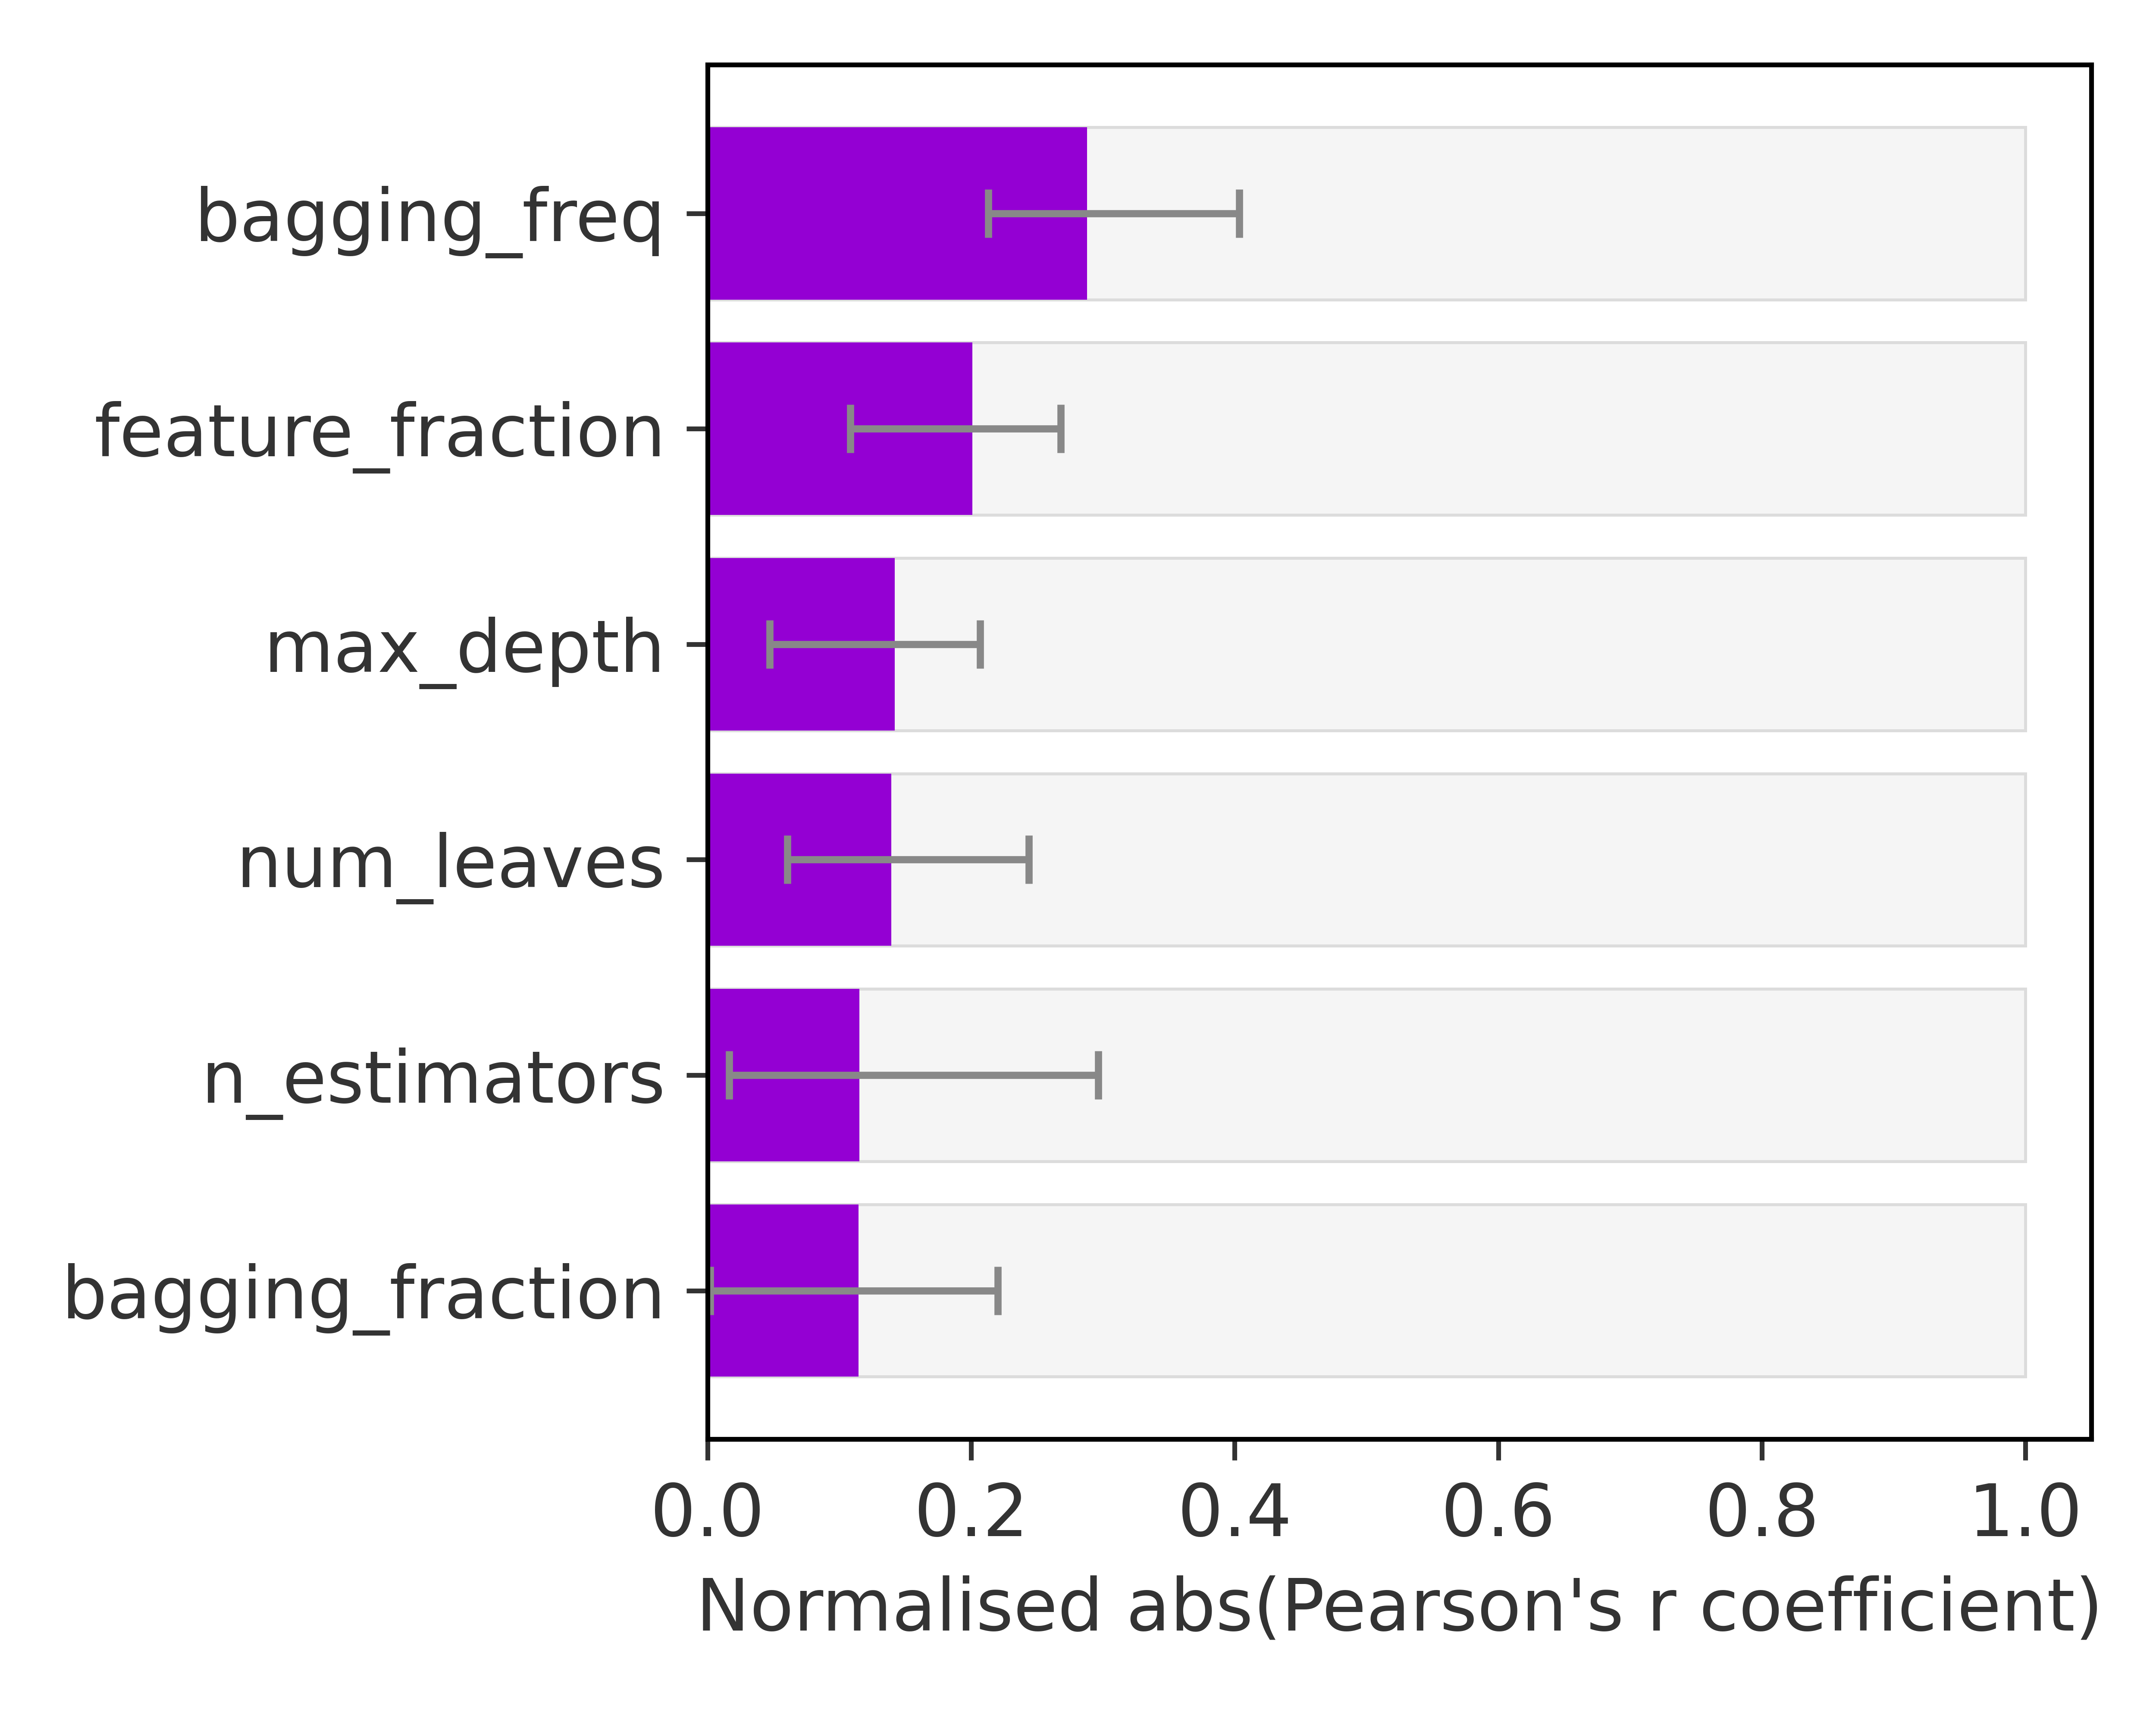 bagging_freq
feature_fraction
max_depth
num_leaves
n_estimators
bagging_fraction
0.0 0.2 0.4 0.6 0.8 1.0
Normalised abs(Pearson's r coefficient)